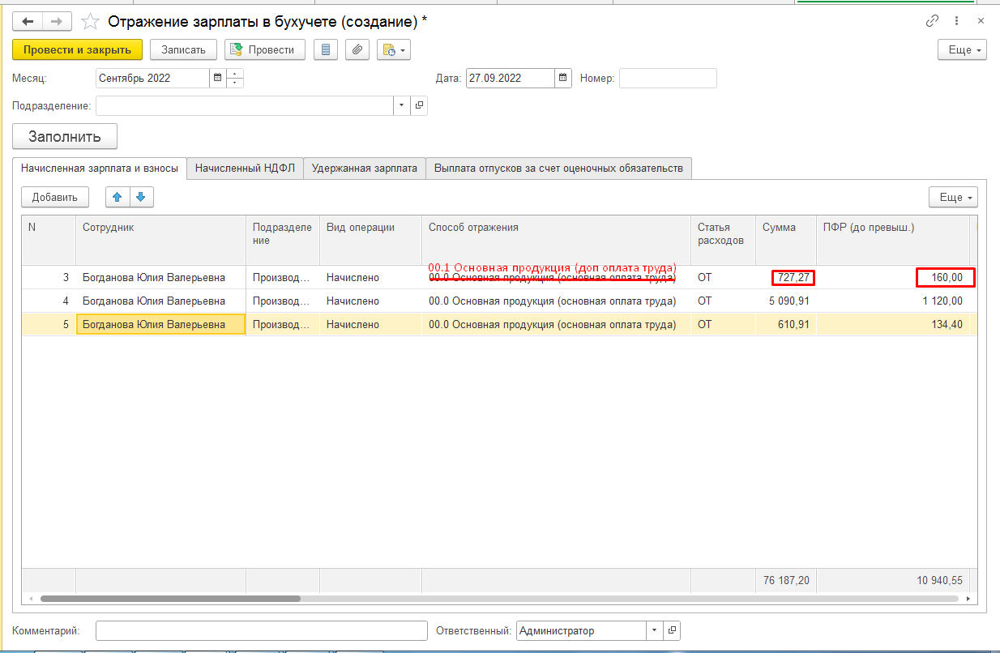 Отражение зарплаты в бухучете (создание) *
Провести и закрыть Записать Провести Еще
Месяц: Сентябрь 2022 Дата: 27.09.2022 Номер:
Подразделение:
Заполнить
Начисленная зарплата и взносы Начисленный НДФЛ Удержанная зарплата Выплата отпусков за счет оценочных обязательств
Добавить Еще
N Сотрудник Подразделе Вид операции Способ отражения Статья Сумма ПФР (до превыш.)
ние расходов
00.1 Основная продукция (доп оплата труда)
3 Богданова Юлия Валерьевна Производ... Начислено 00.0 Основная продукция (основная оплата труда) ОТ 727,27 160,00
4 Богданова Юлия Валерьевна Производ... Начислено 00.0 Основная продукция (основная оплата труда) ОТ 5 090,91 1 120,00
5 Богданова Юлия Валерьевна Производ... Начислено 00.0 Основная продукция (основная оплата труда) ОТ 610,91 134,40
76 187,20 10 940,55
Комментарий: Ответственный: Администратор